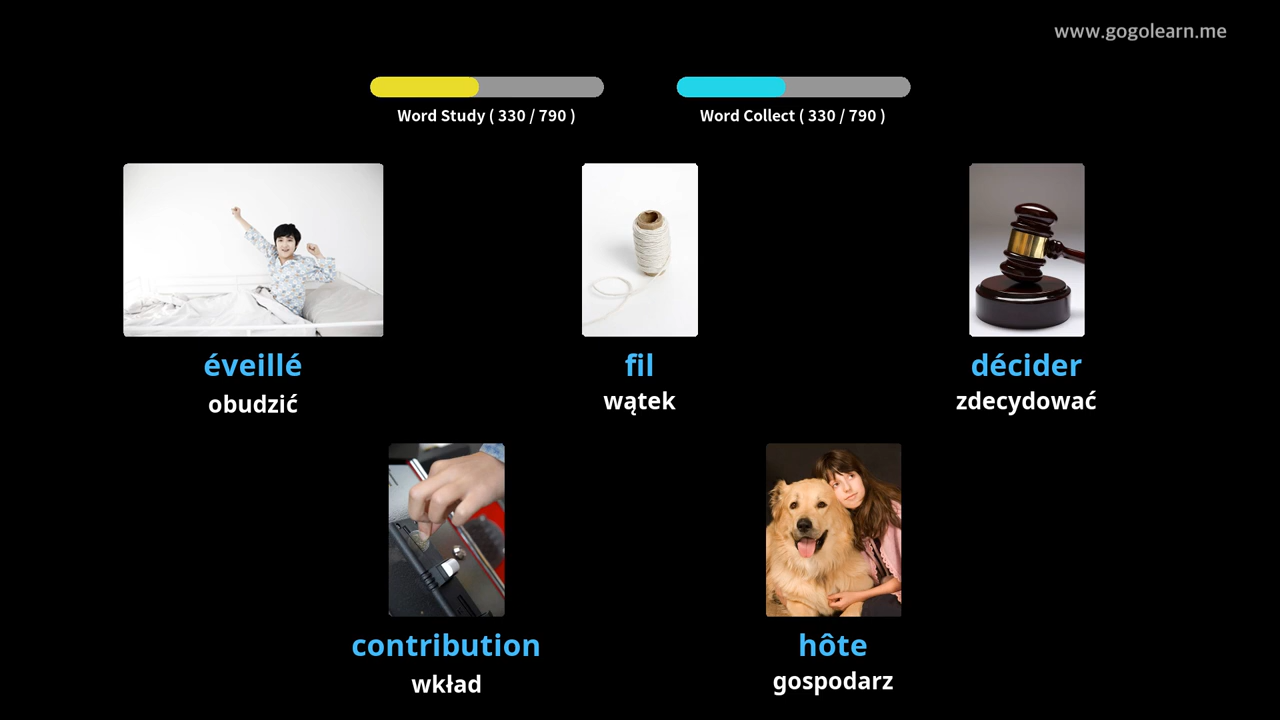 www.gogolearn.me
Word Study ( 330 / 790 )
Word Collect ( 330 / 790 )
éveillé
obudzić
fil
wątek
décider
zdecydować
contribution
wkład
hôte
gospodarz